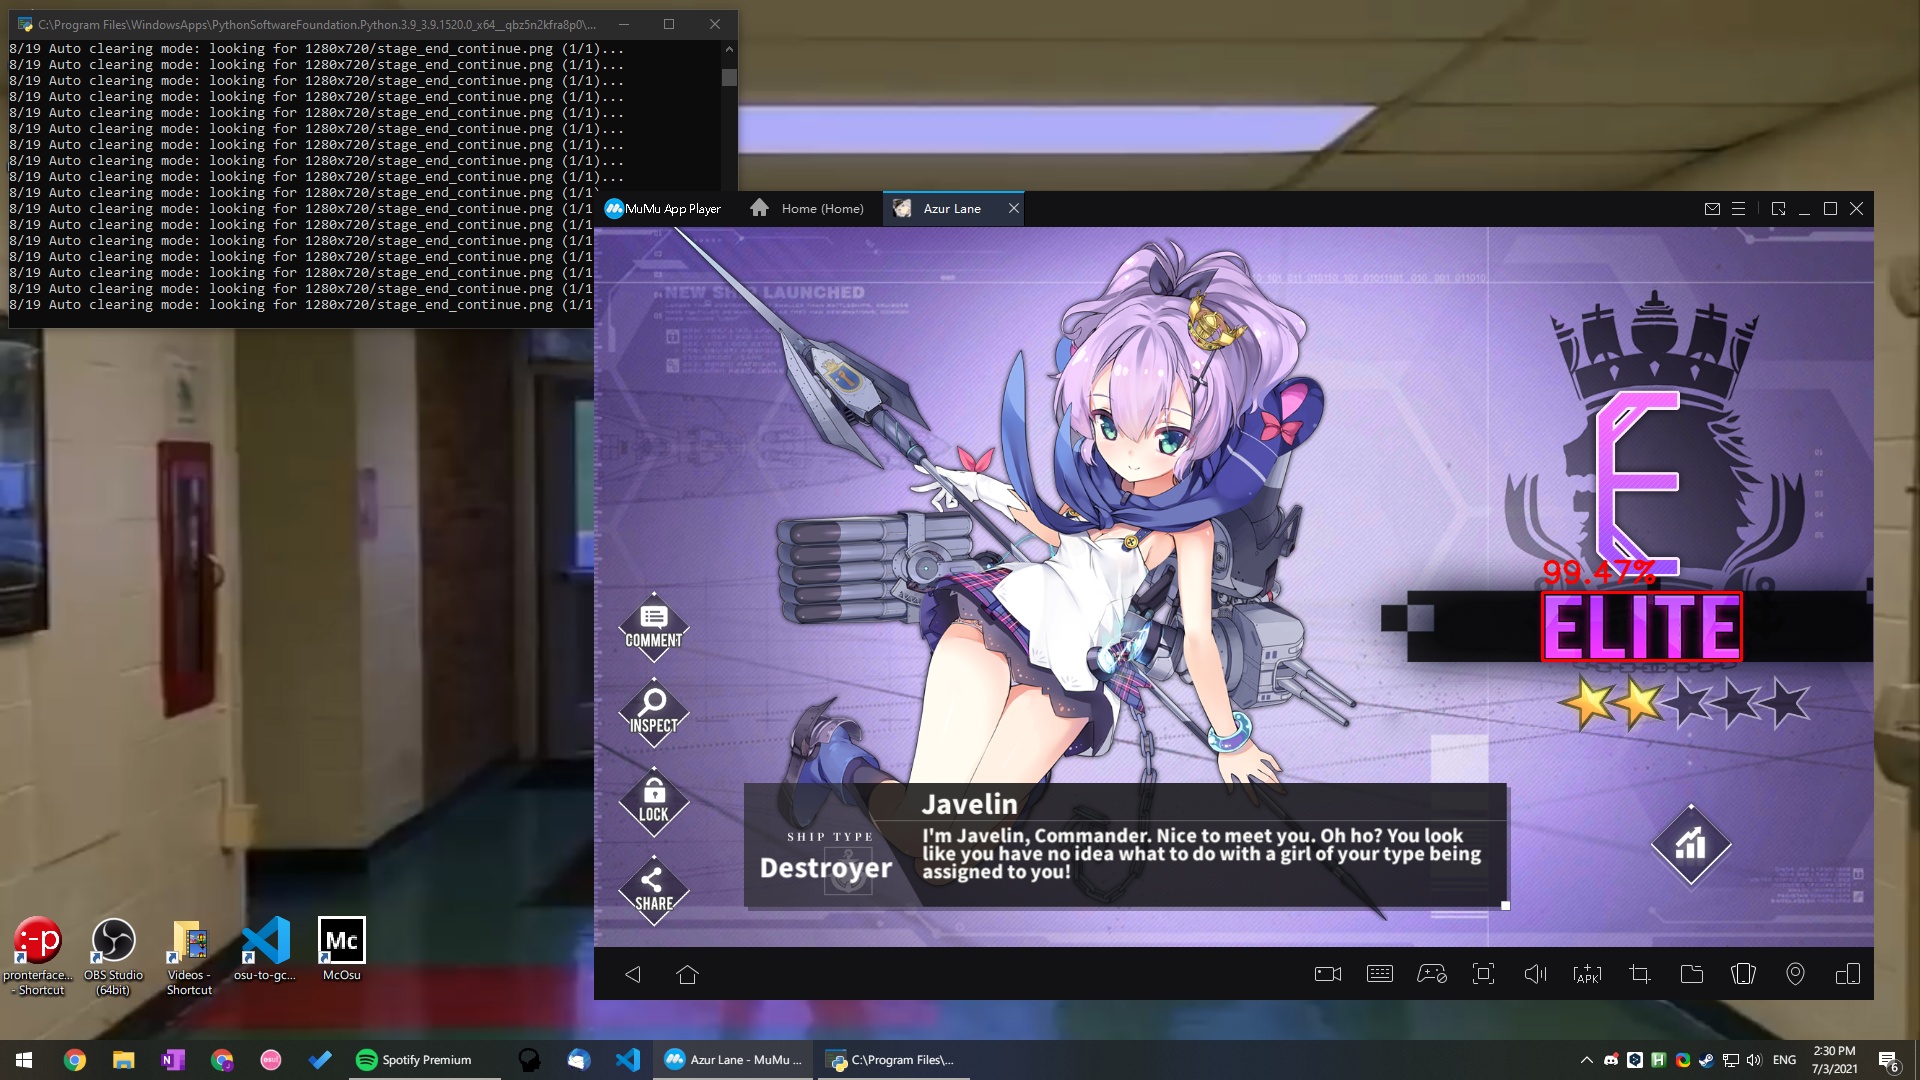 C:\Program Files\WindowsApps\PythonSoftwareFoundation.Python.3.9_3.9.1520.0_x64__qbz5n2kfra8p0\...
8/19 Auto clearing mode: looking for 1280x720/stage_end_continue.png (1/1)...
8/19 Auto clearing mode: looking for 1280x720/stage_end_continue.png (1/1)...
8/19 Auto clearing mode: looking for 1280x720/stage_end_continue.png (1/1)...
8/19 Auto clearing mode: looking for 1280x720/stage_end_continue.png (1/1)...
8/19 Auto clearing mode: looking for 1280x720/stage_end_continue.png (1/1)...
8/19 Auto clearing mode: looking for 1280x720/stage_end_continue.png (1/1)...
8/19 Auto clearing mode: looking for 1280x720/stage_end_continue.png (1/1)...
8/19 Auto clearing mode: looking for 1280x720/stage_end_continue.png (1/1)...
8/19 Auto clearing mode: looking for 1280x720/stage_end_continue.png (1/1)...
8/19 Auto clearing mode: looking for 1280x720/stage_end_continue.png (1/1
8/19 Auto clearing mode: looking for 1280x720/stage_end_continue.png (1/1
8/19 Auto clearing mode: looking for 1280x720/stage_end_continue.png (1/1
8/19 Auto clearing mode: looking for 1280x720/stage_end_continue.png (1/1
8/19 Auto clearing mode: looking for 1280x720/stage_end_continue.png (1/1
8/19 Auto clearing mode: looking for 1280x720/stage_end_continue.png (1/1
8/19 Auto clearing mode: looking for 1280x720/stage_end_continue.png (1/1
8/19 Auto clearing mode: looking for 1280x720/stage_end_continue.png (1/1
MuMu App Player
Home (Home)
Azur Lane
NEW SHIP LAUNCHED
E
99.47%
ELITE
COMMENT
INSPECT
LOCK
SHARE
SHIP TYPE
Destroyer
Javelin
I'm Javelin, Commander. Nice to meet you. Oh ho? You look
like you have no idea what to do with a girl of your type being
assigned to you!
APK
:-p
Mc
pronterface... - Shortcut
OBS Studio (64bit)
Videos - Shortcut
osu-to-gc...
McOsu
osu!
Spotify Premium
Azur Lane - MuMu ...
C:\Program Files\...
ENG
2:30 PM
7/3/2021
6